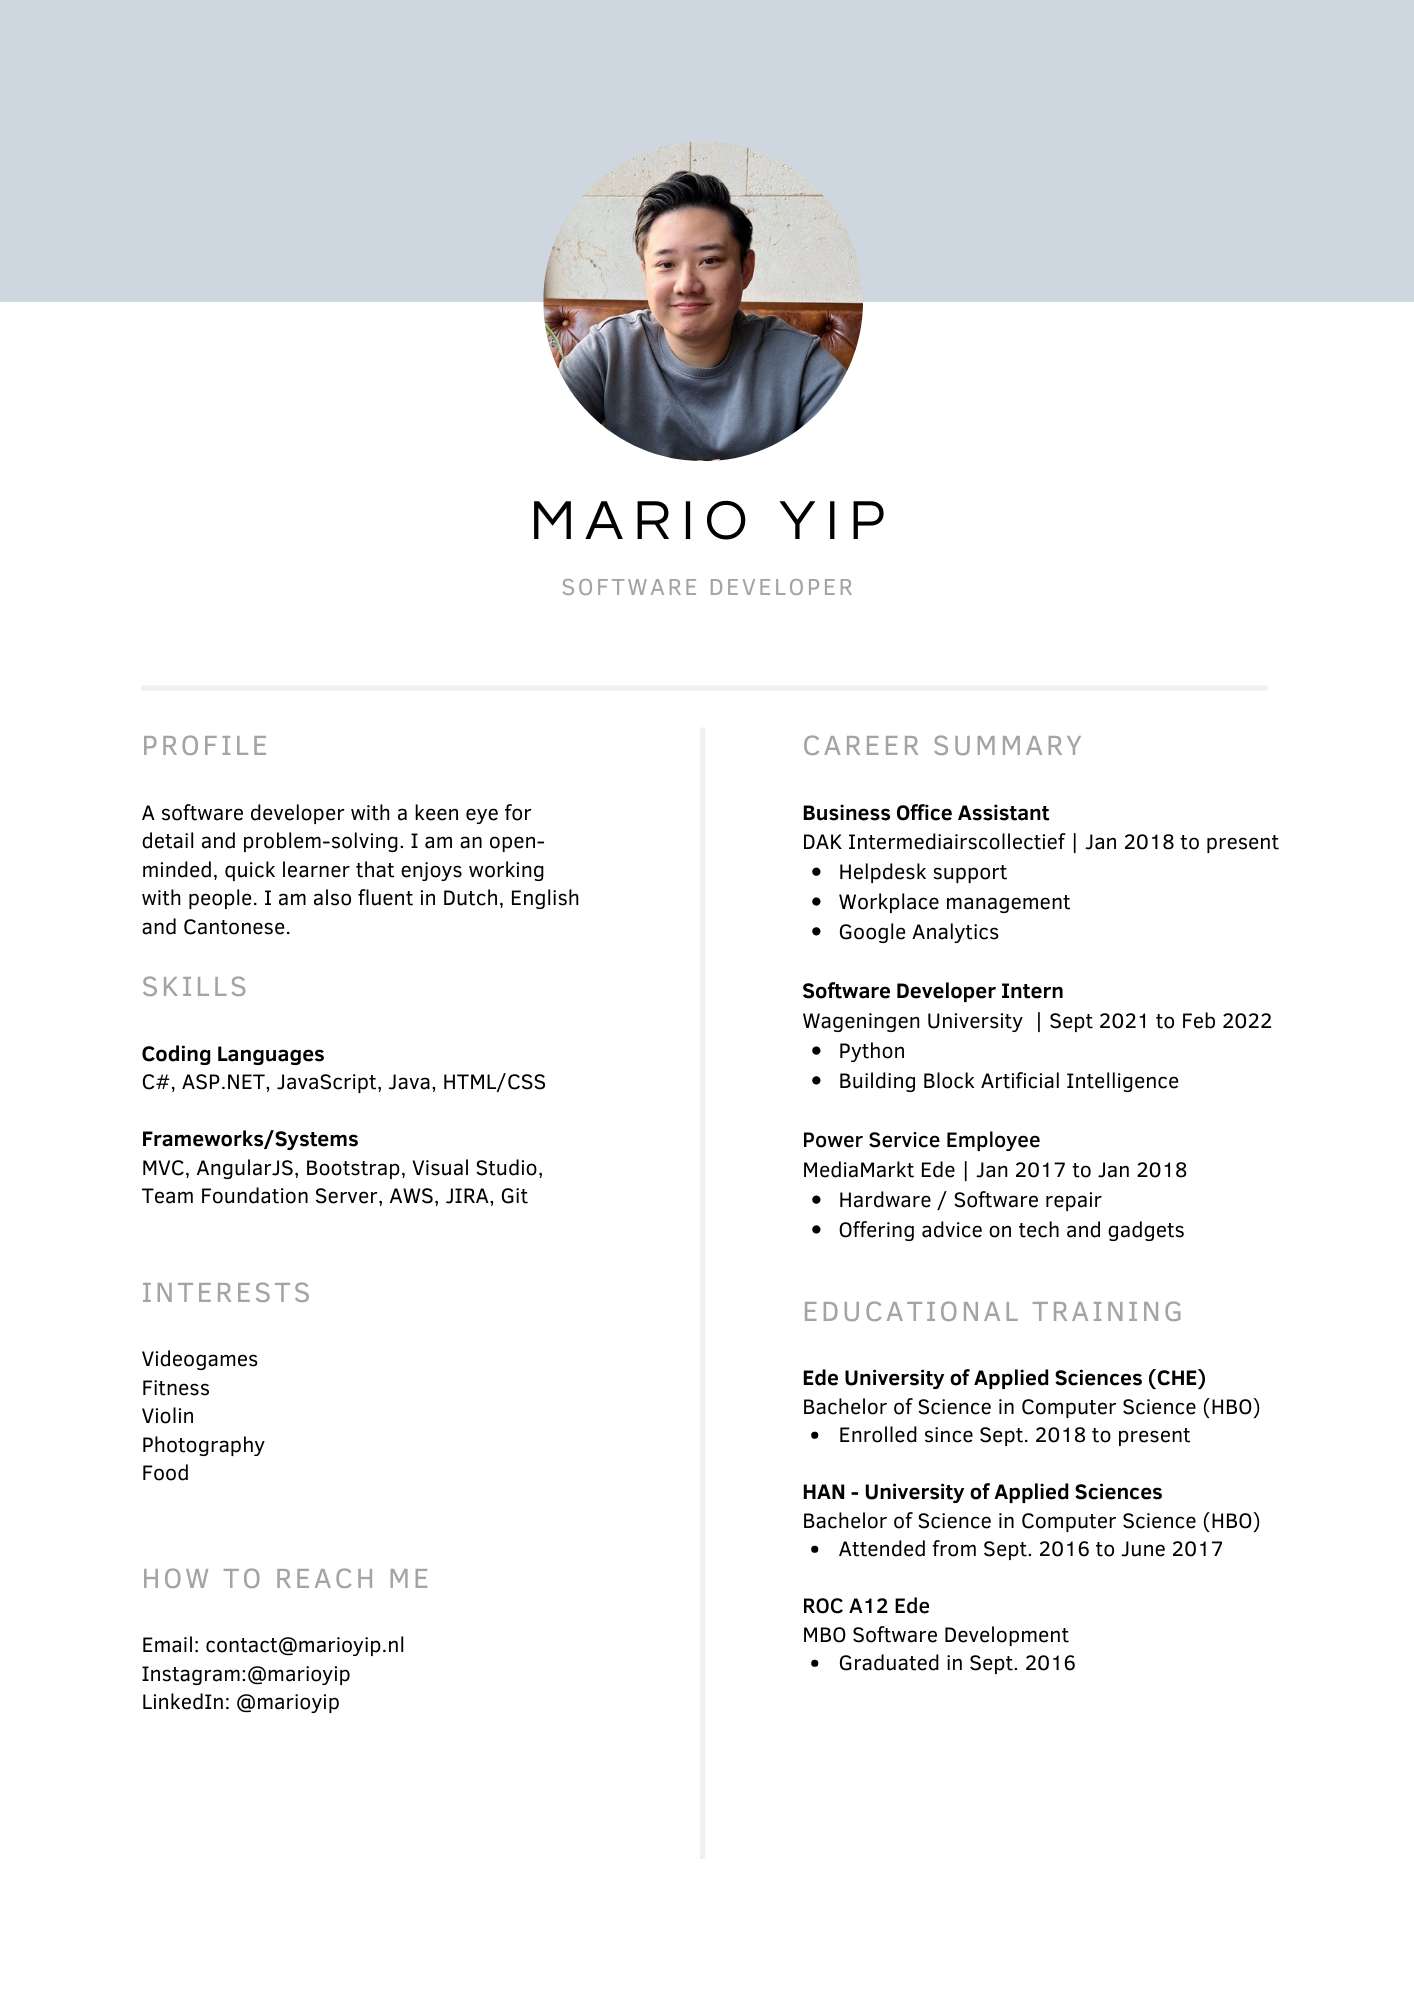 MARIO YIP
SOFTWARE DEVELOPER
PROFILE
A software developer with a keen eye for
detail and problem-solving. I am an open-
minded, quick learner that enjoys working
with people. I am also fluent in Dutch, English
and Cantonese.
SKILLS
Coding Languages
C#, ASP.NET, JavaScript, Java, HTML/CSS
Frameworks/Systems
MVC, AngularJS, Bootstrap, Visual Studio,
Team Foundation Server, AWS, JIRA, Git
INTERESTS
Videogames
Fitness
Violin
Photography
Food
HOW TO REACH ME
Email: contact@marioyip.nl
Instagram:@marioyip
LinkedIn: @marioyip
CAREER SUMMARY
Business Office Assistant
DAK Intermediairscollectief | Jan 2018 to present
• Helpdesk support
• Workplace management
• Google Analytics
Software Developer Intern
Wageningen University | Sept 2021 to Feb 2022
• Python
• Building Block Artificial Intelligence
Power Service Employee
MediaMarkt Ede | Jan 2017 to Jan 2018
• Hardware / Software repair
• Offering advice on tech and gadgets
EDUCATIONAL TRAINING
Ede University of Applied Sciences (CHE)
Bachelor of Science in Computer Science (HBO)
• Enrolled since Sept. 2018 to present
HAN - University of Applied Sciences
Bachelor of Science in Computer Science (HBO)
• Attended from Sept. 2016 to June 2017
ROC A12 Ede
MBO Software Development
• Graduated in Sept. 2016